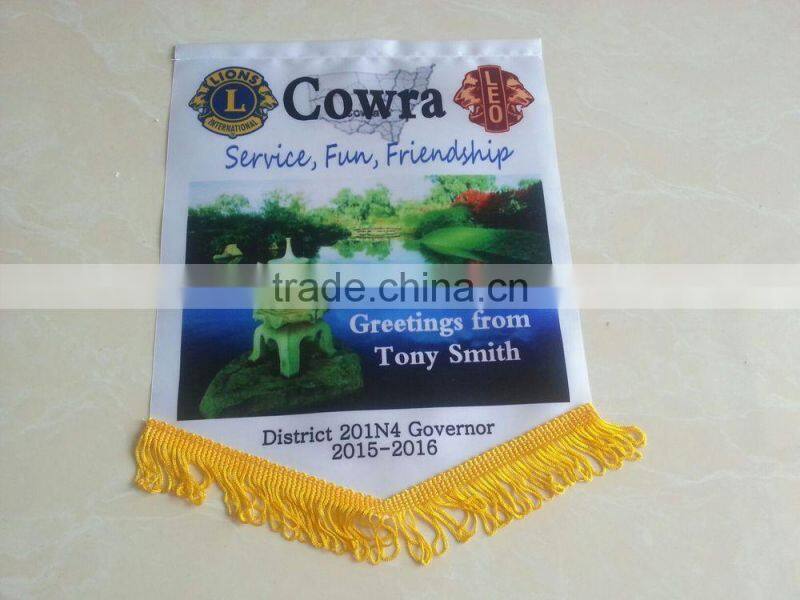 LIONS
L
INTERNATIONAL
Cowra
LEO
Service, Fun, Friendship
trade.china.cn
Greetings from
Tony Smith
District 201N4 Governor
2015-2016